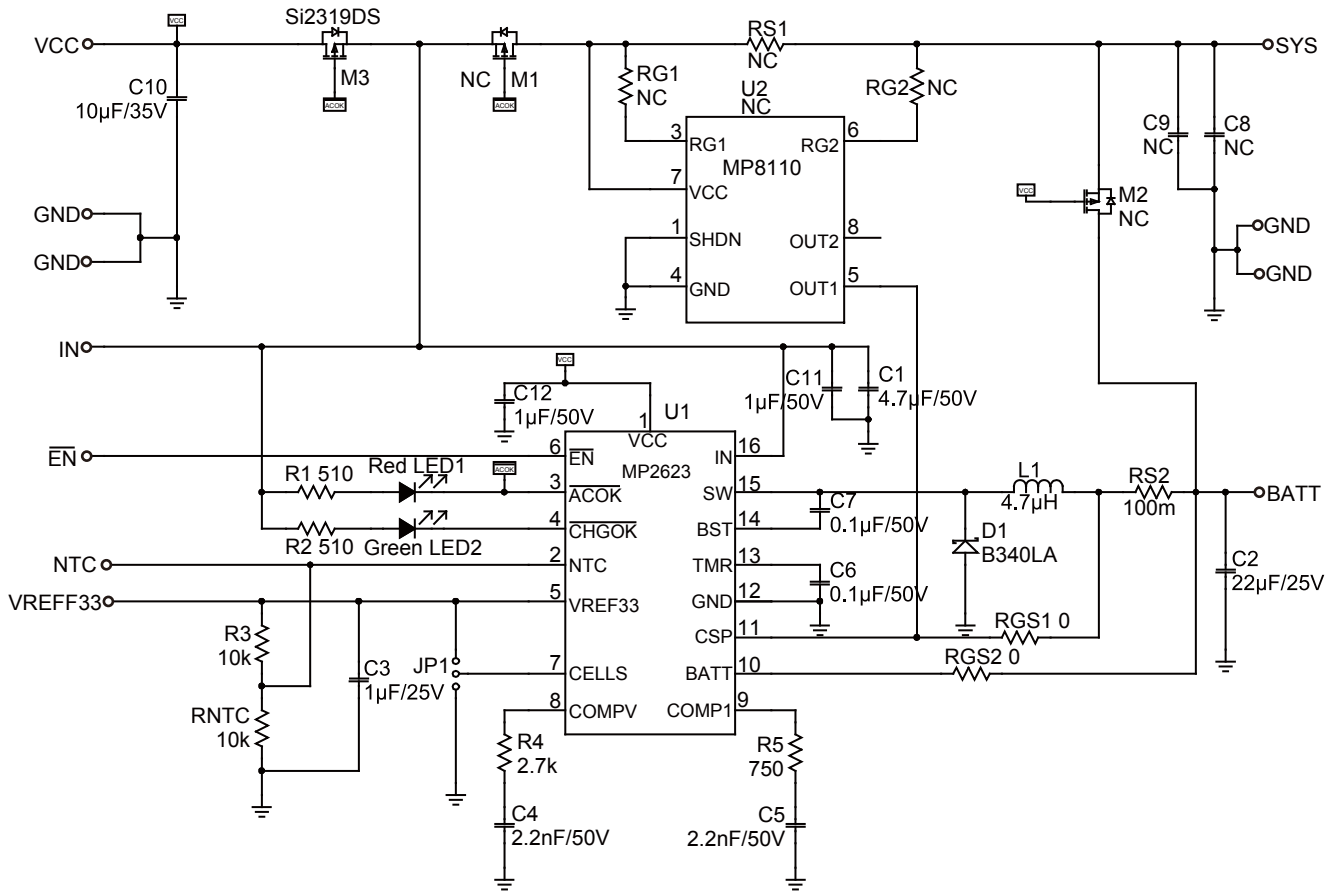 Si2319DS
VCC
VCC
M3
ACOK
NC
M1
ACOK
C10
10µF/35V
GND
GND
RS1
NC
RG1
NC
U2
NC
RG2
NC
3
RG1
6
RG2
MP8110
7
VCC
1
SHDN
OUT2
8
4
GND
OUT1
5
SYS
C9
NC
C8
NC
VCC
M2
NC
GND
GND
IN
VCC
C12
1µF/50V
1
U1
VCC
C11
1µF/50V
C1
4.7µF/50V
EN
6
EN
MP2623
IN
16
R1 510
Red LED1
ACOK
3
ACOK
SW
15
R2 510
Green LED2
4
CHGOK
BST
14
C7
0.1µF/50V
L1
4.7µH
RS2
100m
BATT
D1
B340LA
C2
22µF/25V
NTC
2
NTC
TMR
13
C6
0.1µF/50V
VREFF33
5
VREF33
GND
12
R3
10k
CSP
11
RGS1 0
C3
1µF/25V
JP1
7
CELLS
BATT
10
RGS2 0
RNTC
10k
8
COMPV
COMP1
9
R4
2.7k
R5
750
C4
2.2nF/50V
C5
2.2nF/50V